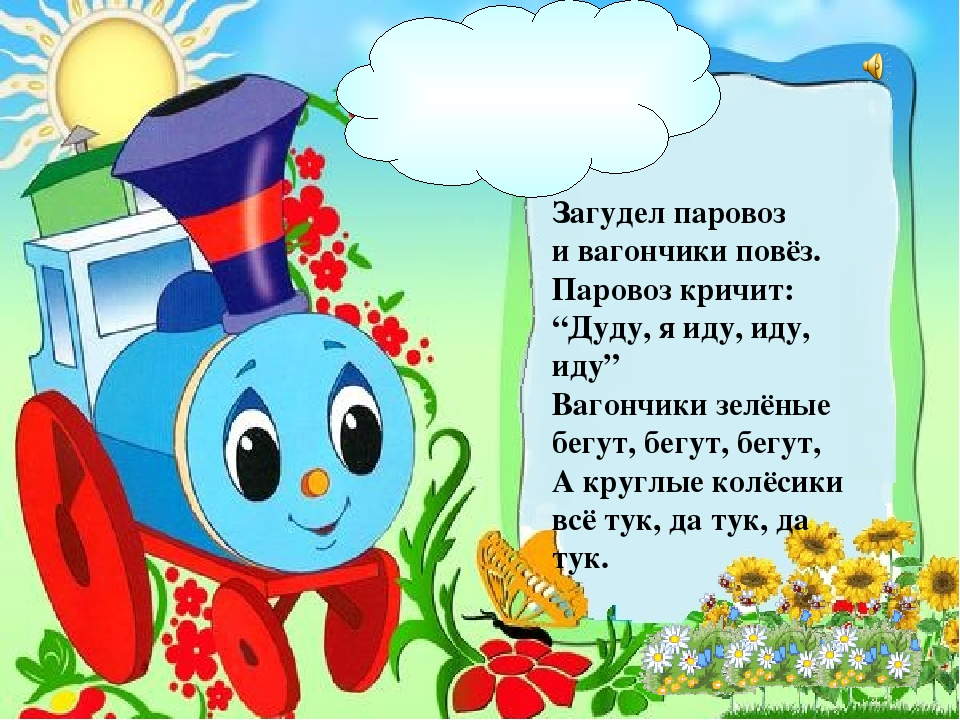 Загудел паровоз
и вагончики повёз.
Паровоз кричит:
“Дуду, я иду, иду,
иду”
Вагончики зелёные
бегут, бегут, бегут,
А круглые колёсики
всё тук, да тук, да
тук.